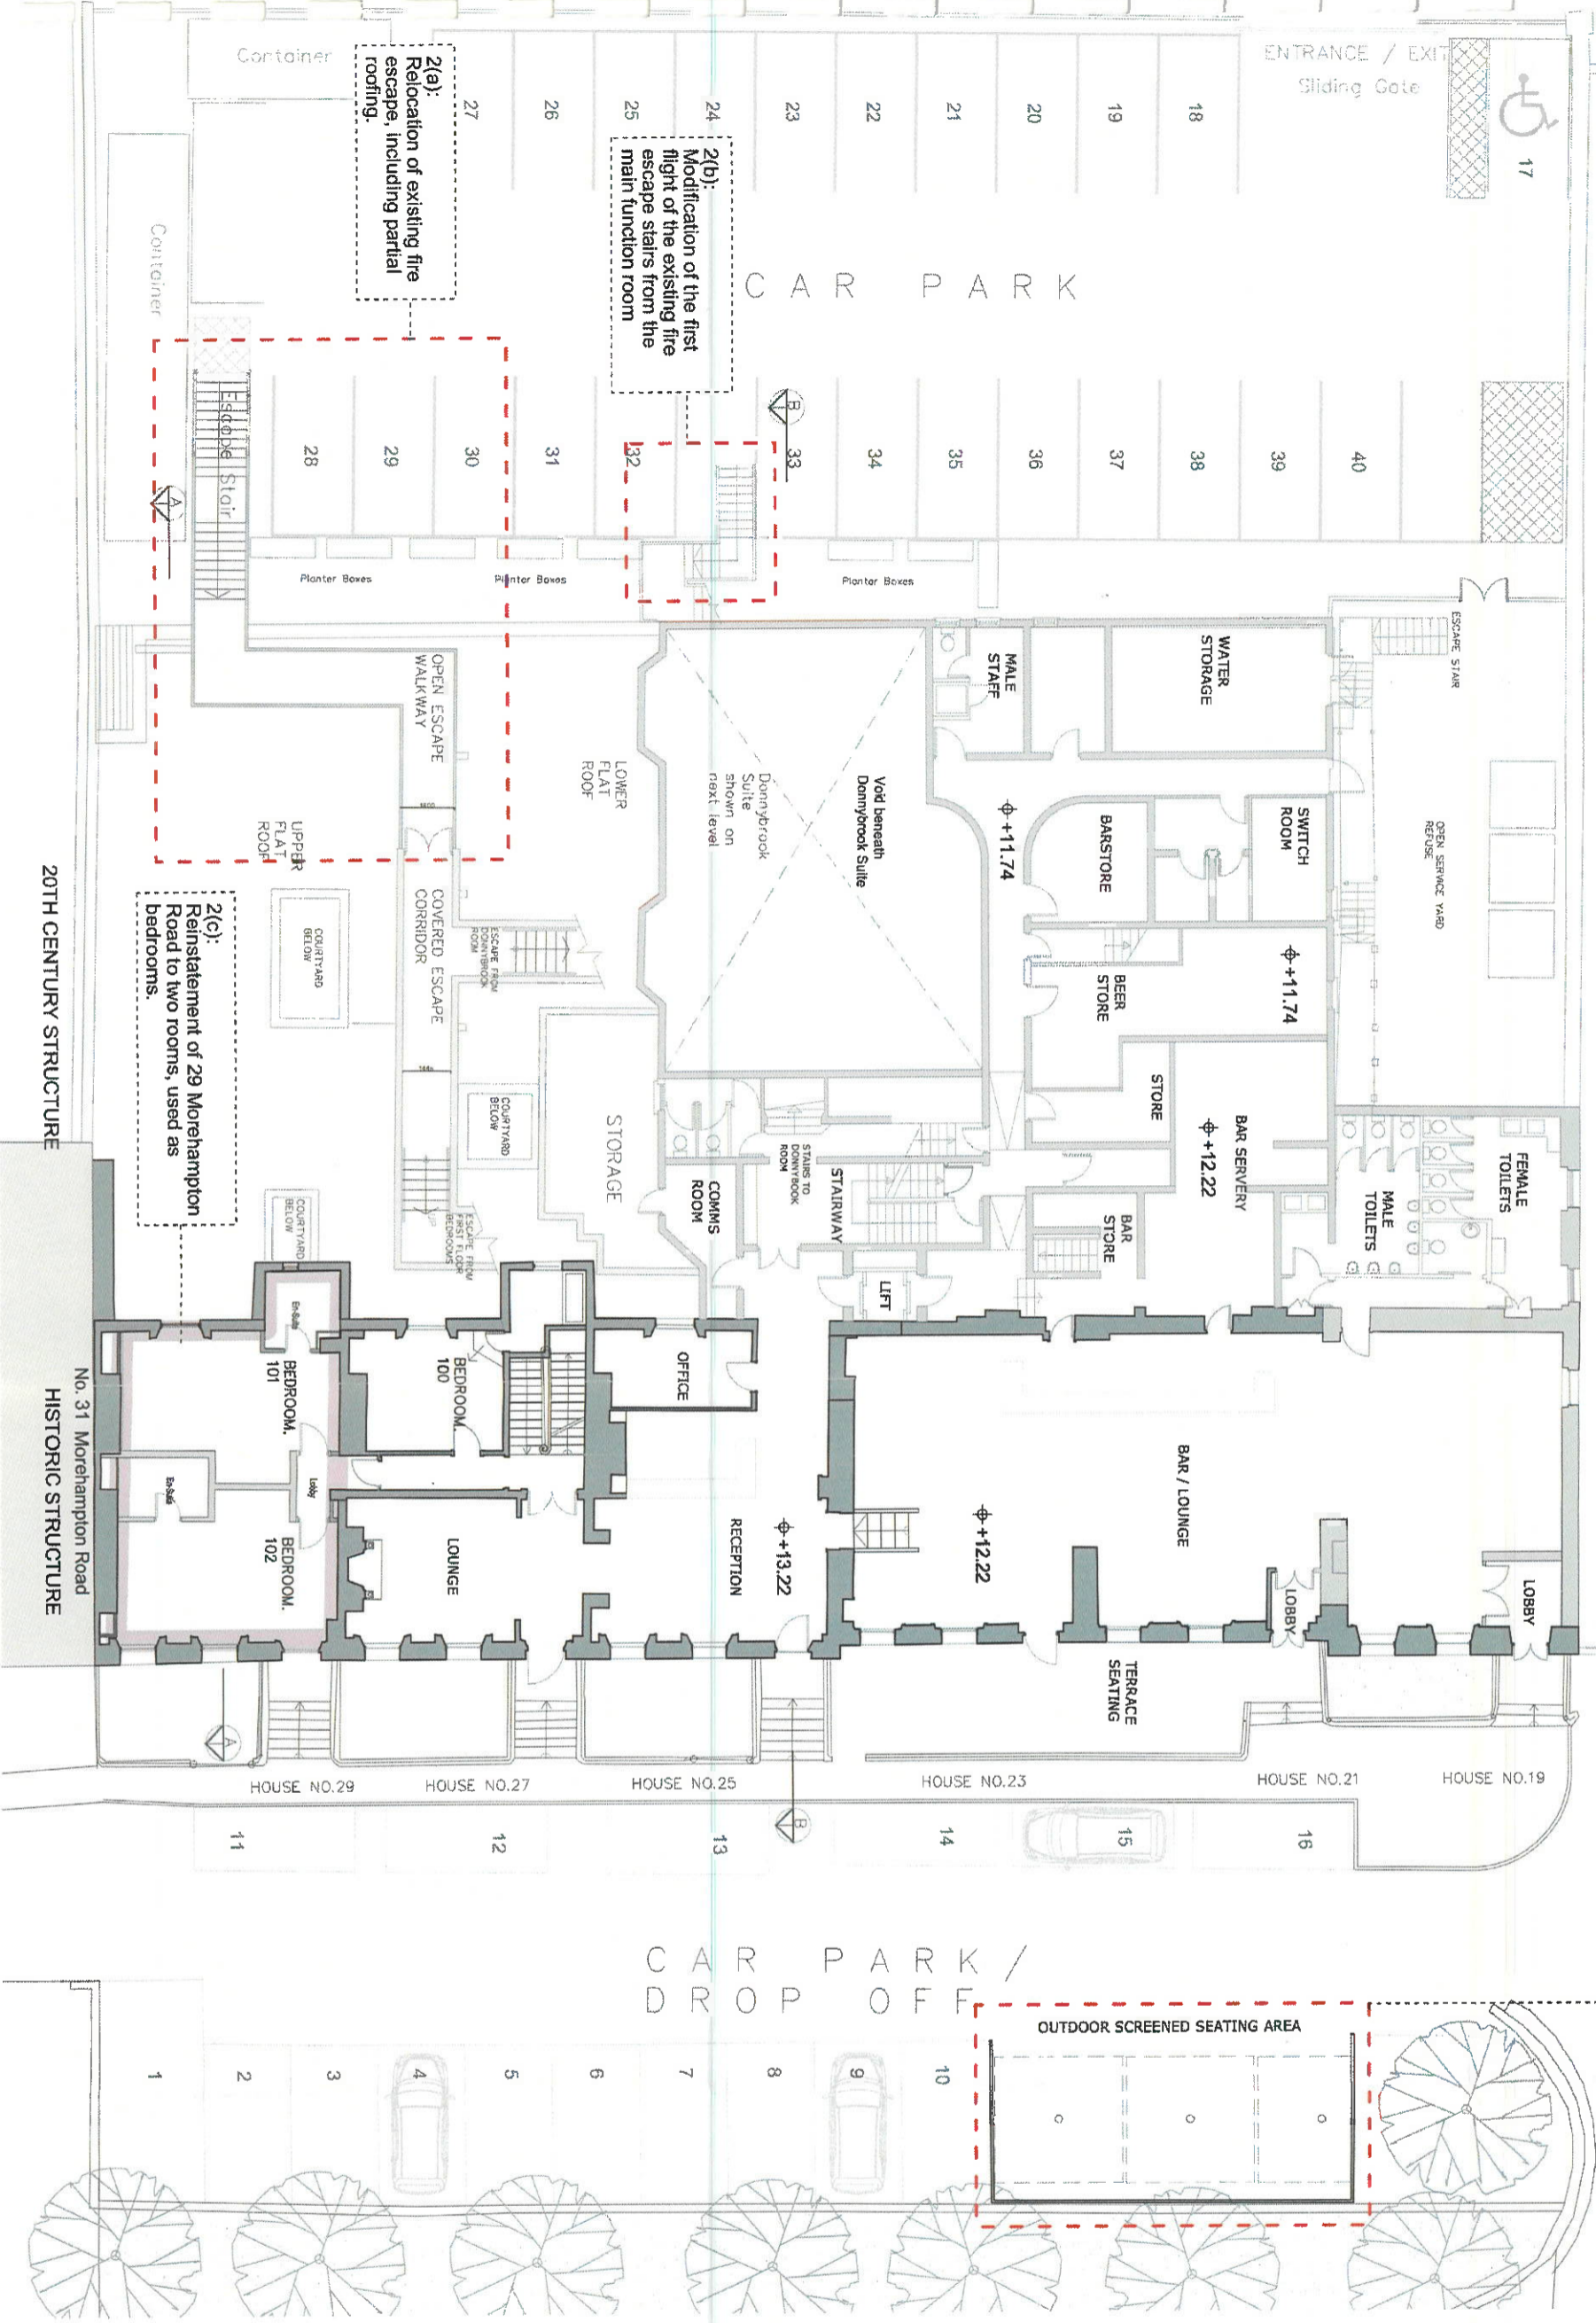 Container
ENTRANCE / EXIT
Sliding Gate
17
18
19
20
21
22
23
24
25
26
27
2(a):
Relocation of existing fire
escape, including partial
roofing.
2(b):
Modification of the first
flight of the existing fire
escape stairs from the
main function room
Container
CAR PARK
B
Escape Stair
28
29
30
31
32
33
34
35
36
37
38
39
40
A
Planter Boxes
Planter Boxes
Planter Boxes
ESCAPE STAIR
OPEN ESCAPE
WALKWAY
MALE
STAFF
WATER
STORAGE
LOWER
FLAT
ROOF
Donnybrook
Suite
shown on
next level
Void beneath
Donnybrook Suite
+11.74
BARSTORE
SWITCH
ROOM
OPEN SERVICE YARD
REFUSE
UPPER
FLAT
ROOF
1800
COVERED ESCAPE
CORRIDOR
ESCAPE FROM
DONNYBROOK
ROOM
COURTYARD
BELOW
BEER
STORE
+11.74
20TH CENTURY STRUCTURE
2(c):
Reinstatement of 29 Morehampton
Road to two rooms, used as
bedrooms.
COURTYARD
BELOW
STORAGE
STORE
BAR SERVERY
+12.22
FEMALE
TOILETS
MALE
TOILETS
COMMS
ROOM
STAIRS TO
DONNYBOOK
ROOM
STAIRWAY
BAR
STORE
COURTYARD
BELOW
ESCAPE FROM
FIRST FLOOR
BEDROOMS
LIFT
En-Suite
BEDROOM.
101
BEDROOM.
100
OFFICE
No. 31 Morehampton Road
HISTORIC STRUCTURE
En-Suite
Lobby
BEDROOM.
102
LOUNGE
RECEPTION
+13.22
+12.22
BAR / LOUNGE
LOBBY
LOBBY
TERRACE
SEATING
A
HOUSE NO.29
HOUSE NO.27
HOUSE NO.25
HOUSE NO.23
HOUSE NO.21
HOUSE NO.19
B
11
12
13
14
15
16
CAR PARK/
DROP OFF
OUTDOOR SCREENED SEATING AREA
1
2
3
4
5
6
7
8
9
10